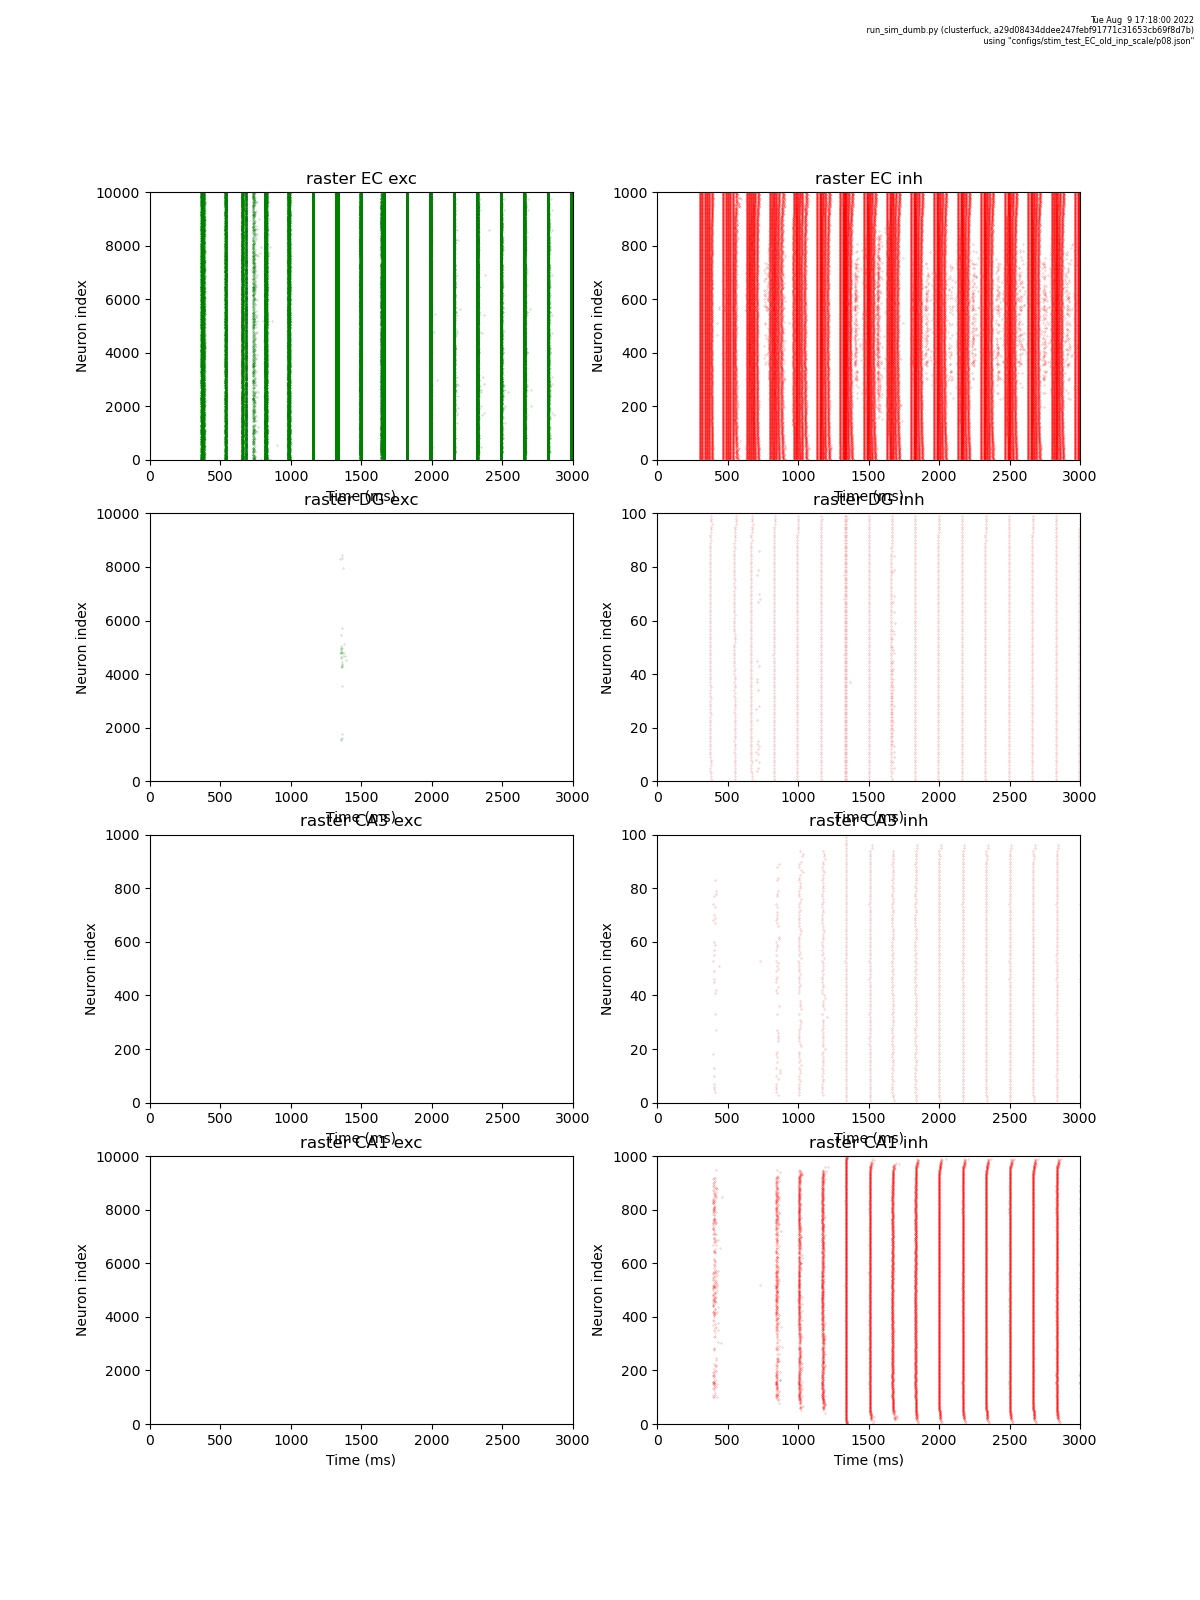 Tue Aug  9 17:18:00 2022
run_sim_dumb.py (clusterfuck, a29d08434ddee247febf91771c31653cb69f8d7b)
using "configs/stim_test_EC_old_inp_scale/p08.json"
raster EC exc
10000
8000
6000
4000
2000
0
Neuron index
0 500 1000 1500 2000 2500 3000
Time (ms)
raster EC inh
1000
800
600
400
200
0
Neuron index
0 500 1000 1500 2000 2500 3000
Time (ms)
raster DG exc
10000
8000
6000
4000
2000
0
Neuron index
0 500 1000 1500 2000 2500 3000
Time (ms)
raster DG inh
100
80
60
40
20
0
Neuron index
0 500 1000 1500 2000 2500 3000
Time (ms)
raster CA3 exc
1000
800
600
400
200
0
Neuron index
0 500 1000 1500 2000 2500 3000
Time (ms)
raster CA3 inh
100
80
60
40
20
0
Neuron index
0 500 1000 1500 2000 2500 3000
Time (ms)
raster CA1 exc
10000
8000
6000
4000
2000
0
Neuron index
0 500 1000 1500 2000 2500 3000
Time (ms)
raster CA1 inh
1000
800
600
400
200
0
Neuron index
0 500 1000 1500 2000 2500 3000
Time (ms)